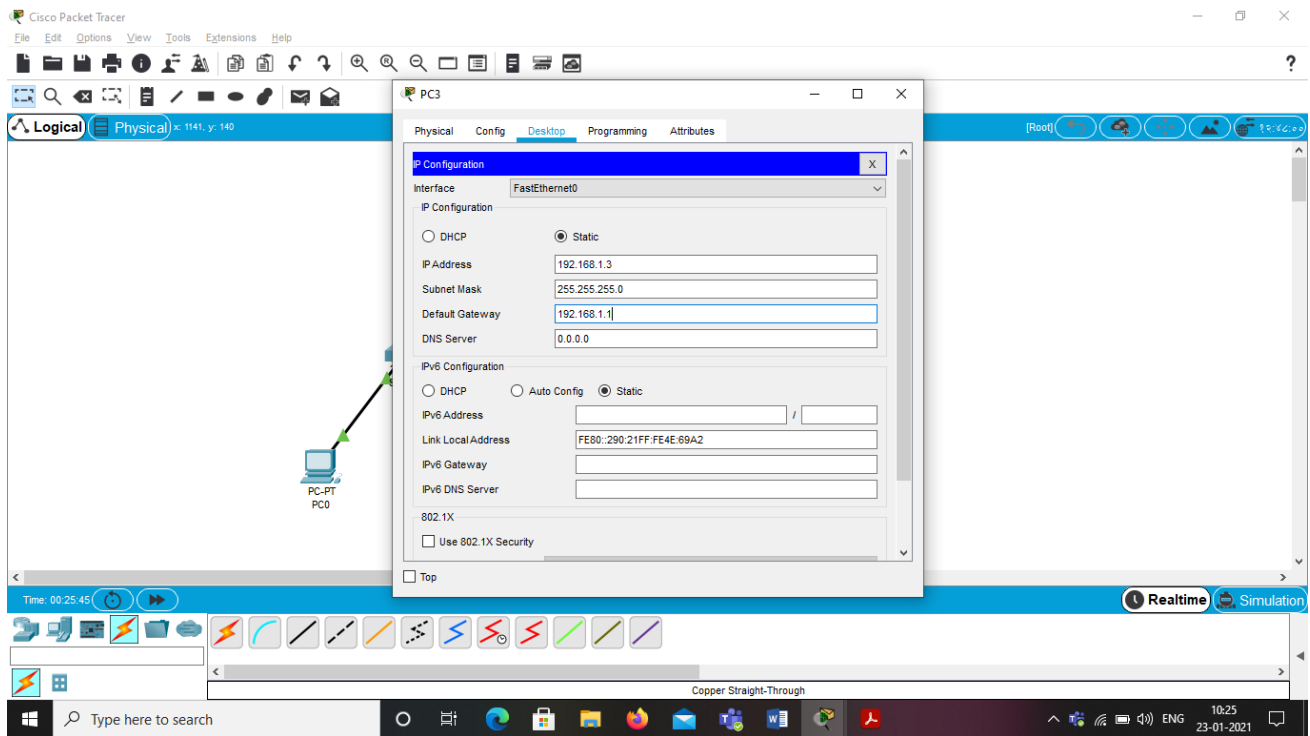 Cisco Packet Tracer
File Edit Options View Tools Extensions Help
?
PC3
Logical Physical x: 1141, y: 140
[Root] १२:४८:००
Physical Config Desktop Programming Attributes
IP Configuration X
Interface FastEthernet0
IP Configuration
DHCP Static
IP Address 192.168.1.3
Subnet Mask 255.255.255.0
Default Gateway 192.168.1.1
DNS Server 0.0.0.0
IPv6 Configuration
DHCP Auto Config Static
IPv6 Address /
Link Local Address FE80::290:21FF:FE4E:69A2
IPv6 Gateway
IPv6 DNS Server
802.1X
Use 802.1X Security
Top
PC-PT
PC0
Time: 00:25:45
Realtime Simulation
Copper Straight-Through
Type here to search
ENG
10:25
23-01-2021